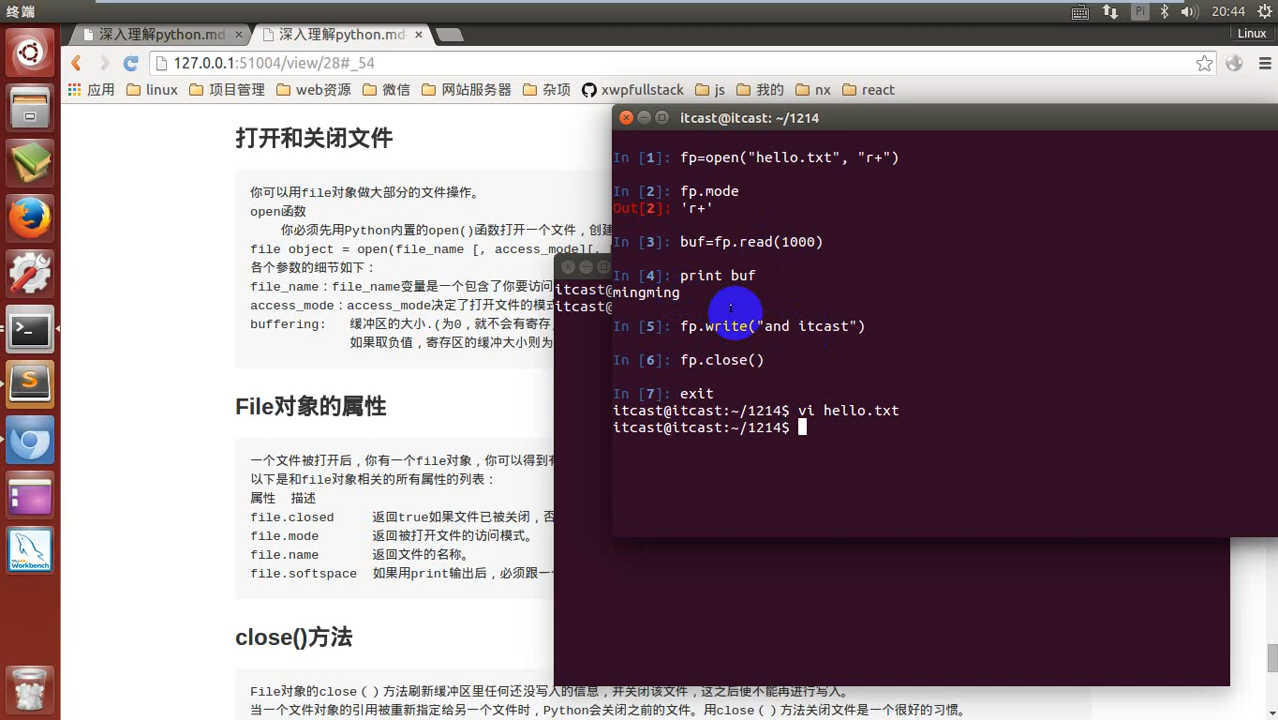 终端
Pi
20:44
深入理解python.md ×
深入理解python.md ×
Linux
127.0.0.1:51004/view/28#_54
应用 linux 项目管理 web资源 微信 网站服务器 杂项 xwpfullstack js 我的 nx react
打开和关闭文件
你可以用file对象做大部分的文件操作。
open函数
你必须先用Python内置的open()函数打开一个文件，创建
file object = open(file_name [, access_mode][,
各个参数的细节如下：
file_name：file_name变量是一个包含了你要访问
access_mode：access_mode决定了打开文件的模式
buffering: 缓冲区的大小.(为0，就不会有寄存,
如果取负值，寄存区的缓冲大小则为
File对象的属性
一个文件被打开后，你有一个file对象，你可以得到有
以下是和file对象相关的所有属性的列表：
属性 描述
file.closed 返回true如果文件已被关闭，否
file.mode 返回被打开文件的访问模式。
file.name 返回文件的名称。
file.softspace 如果用print输出后，必须跟一
close()方法
File对象的close（）方法刷新缓冲区里任何还没写入的信息，并关闭该文件，这之后便不能再进行写入。
当一个文件对象的引用被重新指定给另一个文件时，Python会关闭之前的文件。用close（）方法关闭文件是一个很好的习惯。
itcast@
itcast@
itcast@itcast: ~/1214
In [1]: fp=open("hello.txt", "r+")
In [2]: fp.mode
Out[2]: 'r+'
In [3]: buf=fp.read(1000)
In [4]: print buf
mingming
In [5]: fp.write("and itcast")
In [6]: fp.close()
In [7]: exit
itcast@itcast:~/1214$ vi hello.txt
itcast@itcast:~/1214$
MySQL
Workbench